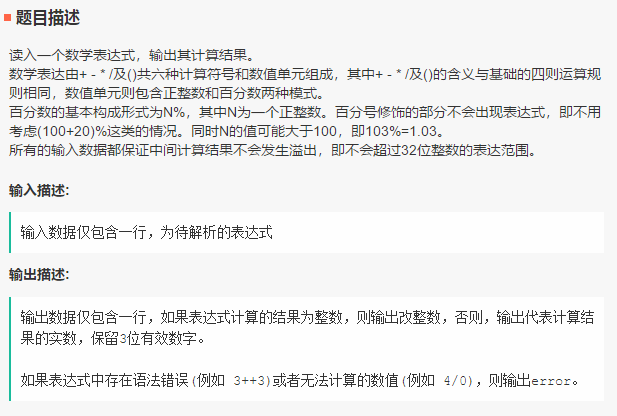 题目描述
读入一个数学表达式，输出其计算结果。
数学表达由+ - * /及()共六种计算符号和数值单元组成，其中+ - * /及()的含义与基础的四则运算规
则相同，数值单元则包含正整数和百分数两种模式。
百分数的基本构成形式为N%，其中N为一个正整数。百分号修饰的部分不会出现表达式，即不用
考虑(100+20)%这类的情况。同时N的值可能大于100，即103%=1.03。
所有的输入数据都保证中间计算结果不会发生溢出，即不会超过32位整数的表达范围。
输入描述:
输入数据仅包含一行，为待解析的表达式
输出描述:
输出数据仅包含一行，如果表达式计算的结果为整数，则输出改整数，否则，输出代表计算结
果的实数，保留3位有效数字。
如果表达式中存在语法错误(例如 3++3)或者无法计算的数值(例如 4/0)，则输出error。